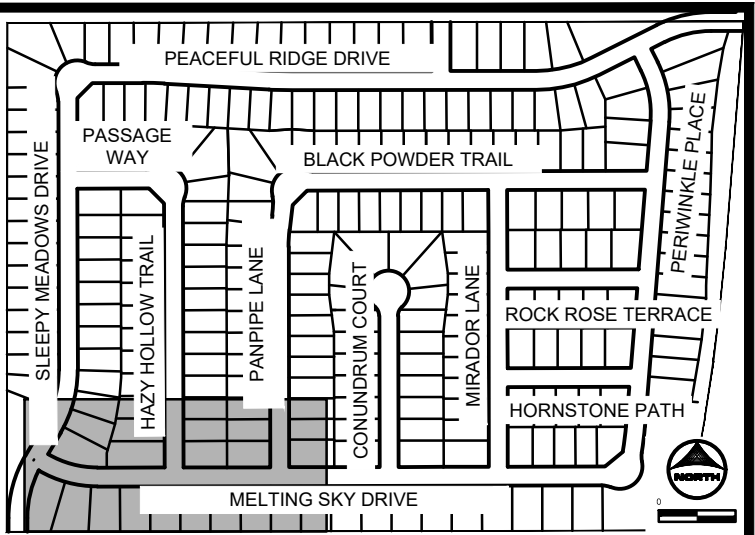 PEACEFUL RIDGE DRIVE
PASSAGE
WAY
BLACK POWDER TRAIL
SLEEPY MEADOWS DRIVE
HAZY HOLLOW TRAIL
PANPIPE LANE
CONUNDRUM COURT
MIRADOR LANE
PERIWINKLE PLACE
ROCK ROSE TERRACE
HORNSTONE PATH
MELTING SKY DRIVE
NORTH
0